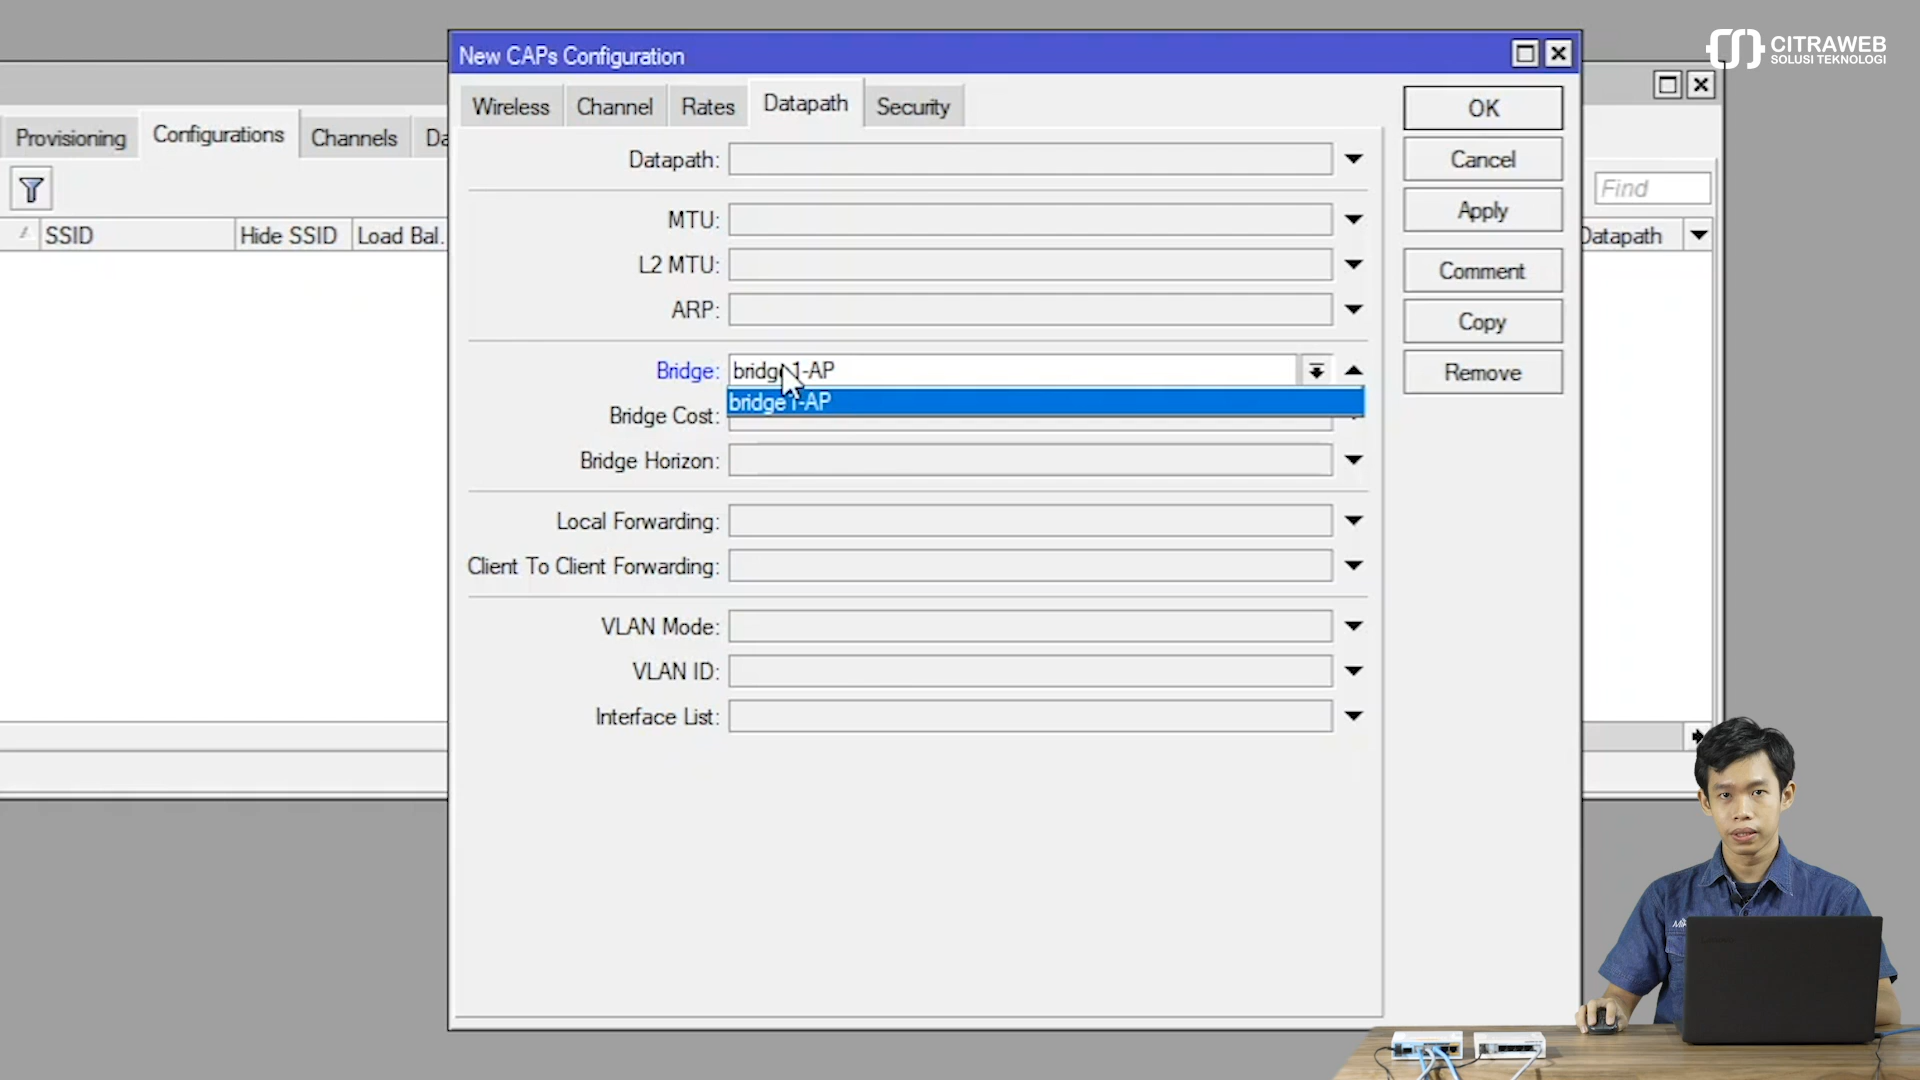 New CAPs Configuration
CITRAWEB
SOLUSI TEKNOLOGI
Wireless
Channel
Rates
Datapath
Security
OK
Provisioning
Configurations
Channels
Datapath:
Cancel
Find
Apply
SSID
Hide SSID
Load Bal.
MTU:
Datapath
L2 MTU:
Comment
ARP:
Copy
Bridge:
bridge1-AP
Remove
bridge1-AP
Bridge Cost:
Bridge Horizon:
Local Forwarding:
Client To Client Forwarding:
VLAN Mode:
VLAN ID:
Interface List: